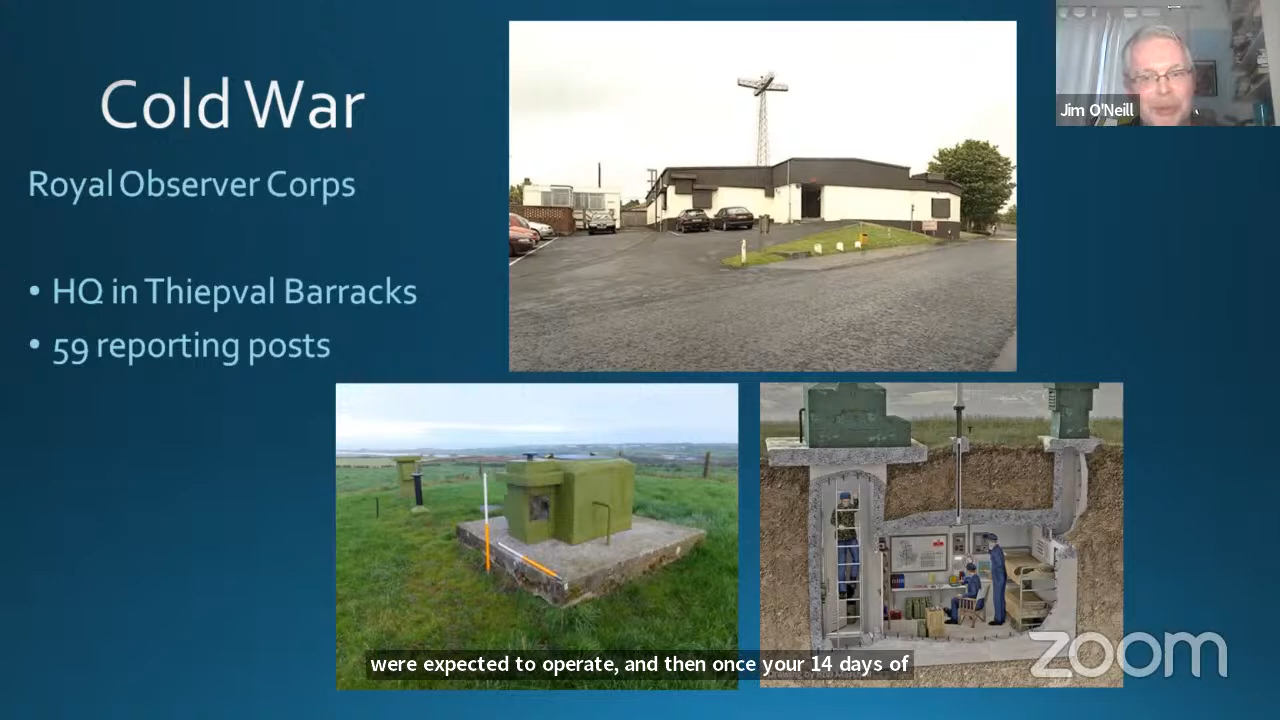 Cold War
Royal Observer Corps
• HQ in Thiepval Barracks
• 59 reporting posts
Jim O'Neill
were expected to operate, and then once your 14 days of
zoom